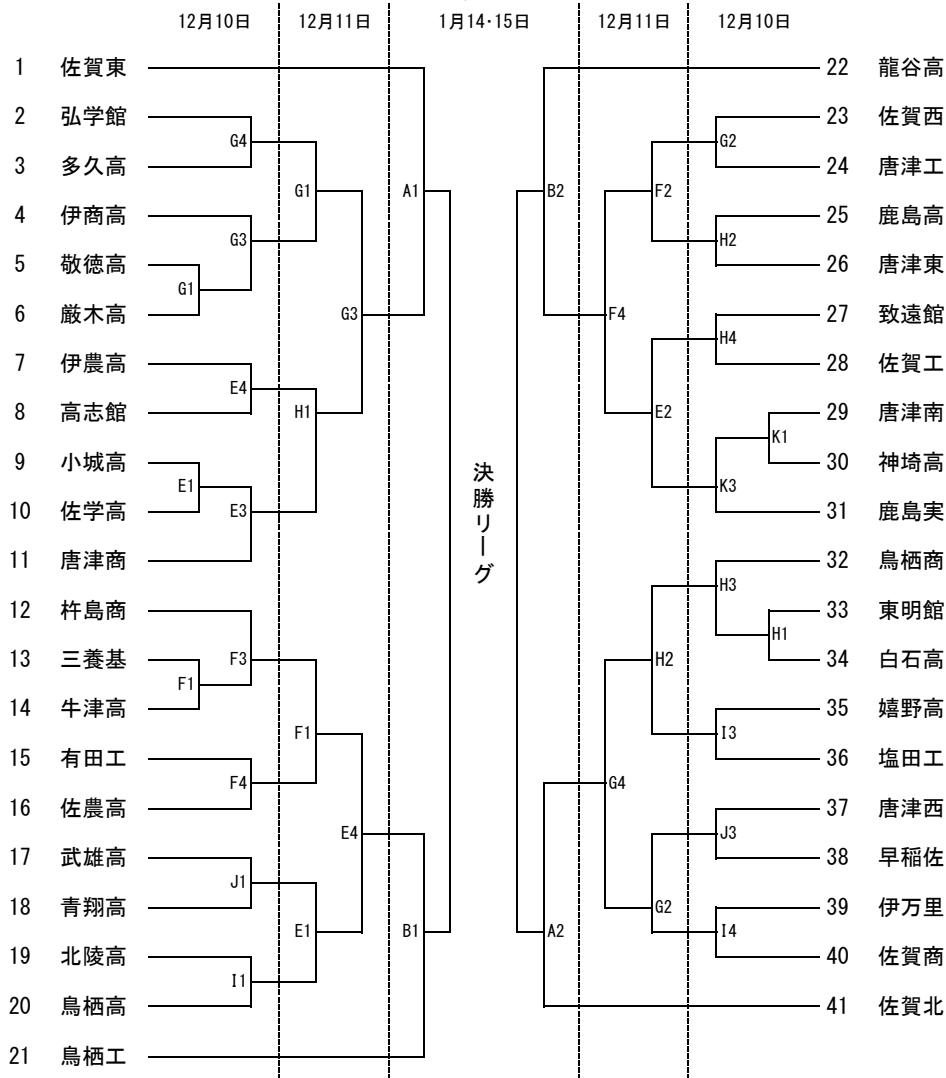 12月10日 12月11日 1月14・15日 12月11日 12月10日
1 佐賀東
2 弘学館
3 多久高
4 伊商高
5 敬徳高
6 厳木高
7 伊農高
8 高志館
9 小城高
10 佐学高
11 唐津商
12 杵島商
13 三養基
14 牛津高
15 有田工
16 佐農高
17 武雄高
18 青翔高
19 北陵高
20 鳥栖高
21 鳥栖工
G4
G3
G1
E4
E1
E3
F3
F1
F4
J1
I1
G1
H1
F1
E1
G3
E4
A1
B1
決勝リーグ
B2
A2
F4
G4
F2
E2
H2
G2
G2
H2
H4
K1
K3
H3
H1
I3
J3
I4
22 龍谷高
23 佐賀西
24 唐津工
25 鹿島高
26 唐津東
27 致遠館
28 佐賀工
29 唐津南
30 神埼高
31 鹿島実
32 鳥栖商
33 東明館
34 白石高
35 嬉野高
36 塩田工
37 唐津西
38 早稲佐
39 伊万里
40 佐賀商
41 佐賀北